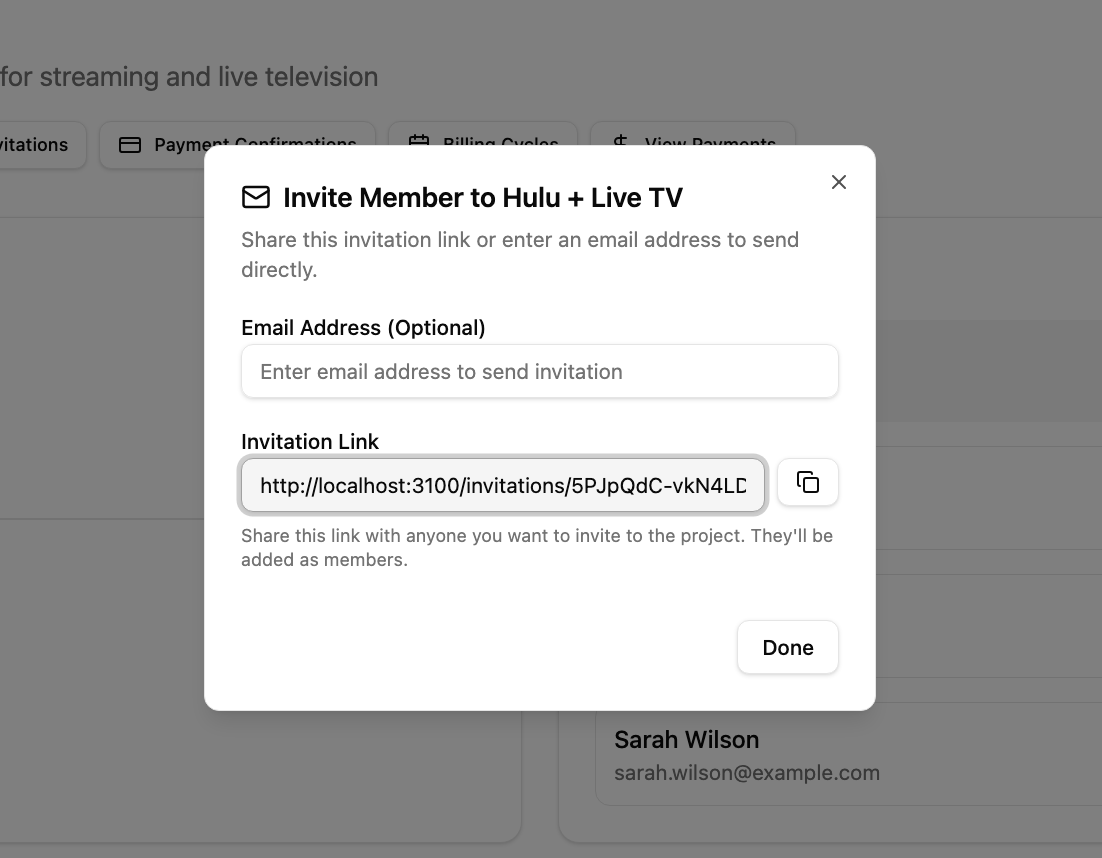 for streaming and live television
vitations
Payment Confirmations
Billing Cycles
View Payments
Invite Member to Hulu + Live TV
Share this invitation link or enter an email address to send
directly.
Email Address (Optional)
Enter email address to send invitation
Invitation Link
http://localhost:3100/invitations/5PJpQdC-vkN4LD
Share this link with anyone you want to invite to the project. They'll be
added as members.
Done
Sarah Wilson
sarah.wilson@example.com